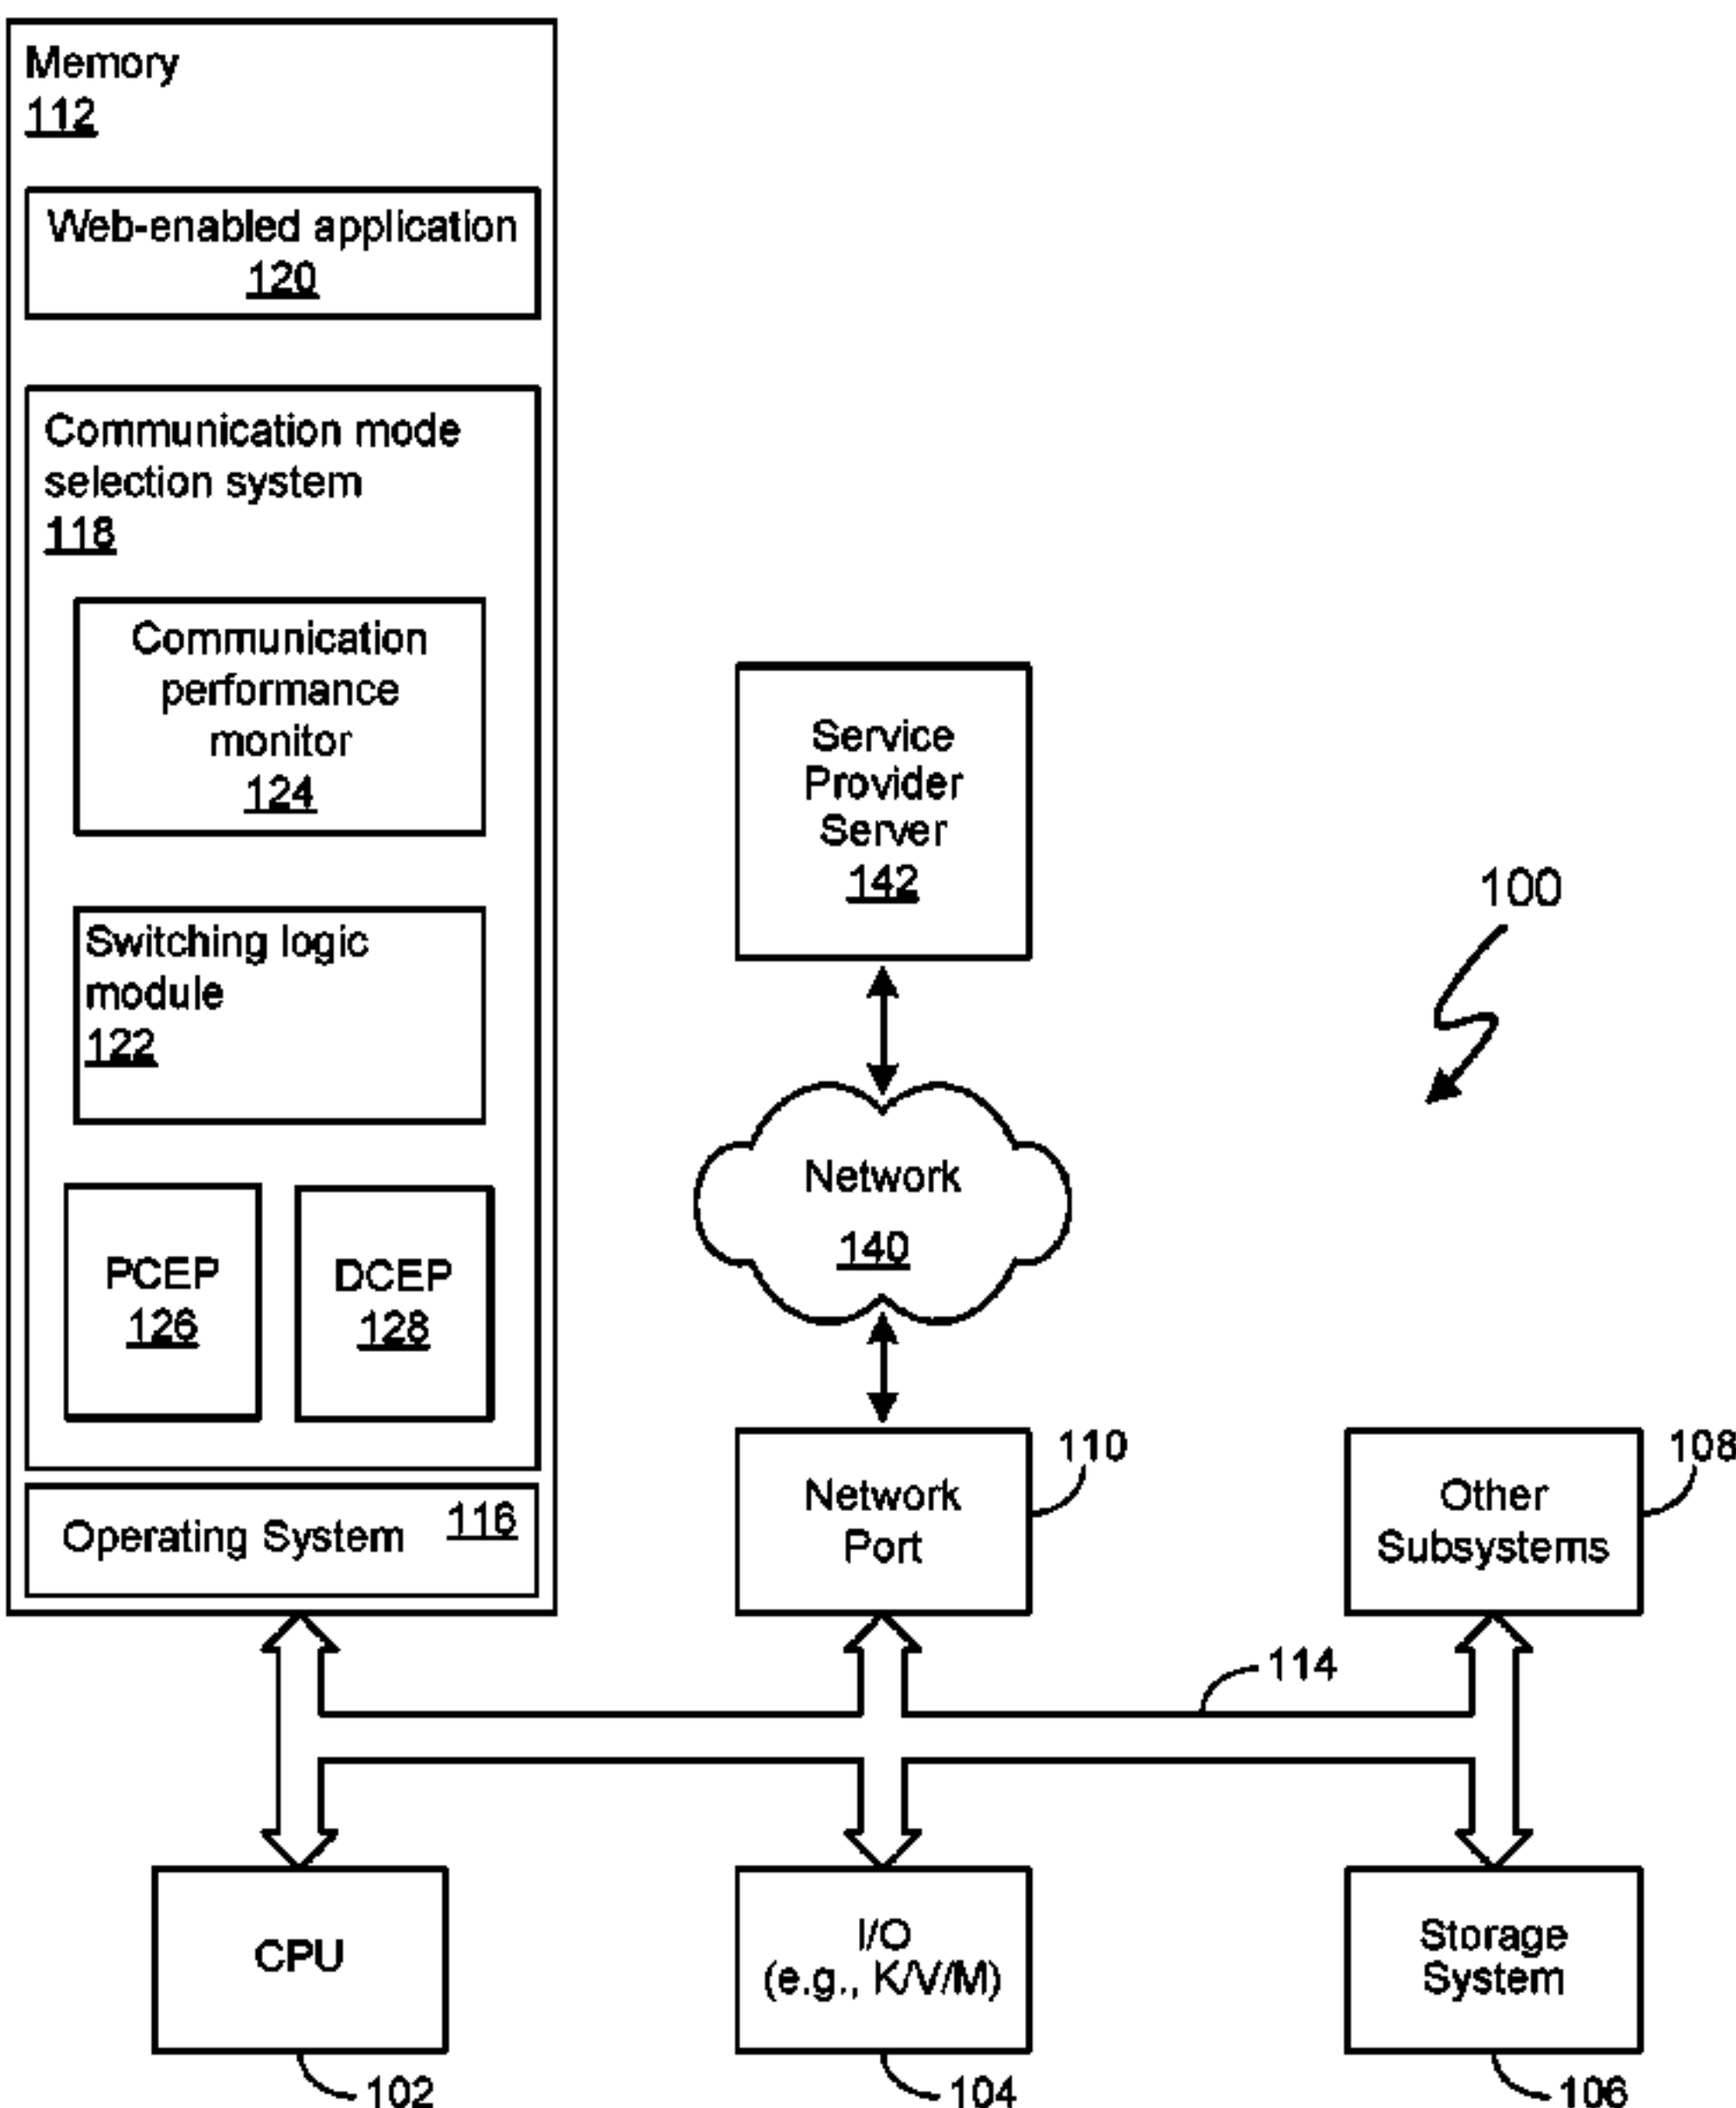 Memory
112
Web-enabled application
120
Communication mode
selection system
118
Communication
performance
monitor
124
Switching logic
module
122
PCEP
126
DCEP
128
Operating System 116
Service
Provider
Server
142
100
Network
140
Network
Port
110
Other
Subsystems
108
114
CPU
102
I/O
(e.g., K/V/M)
104
Storage
System
106